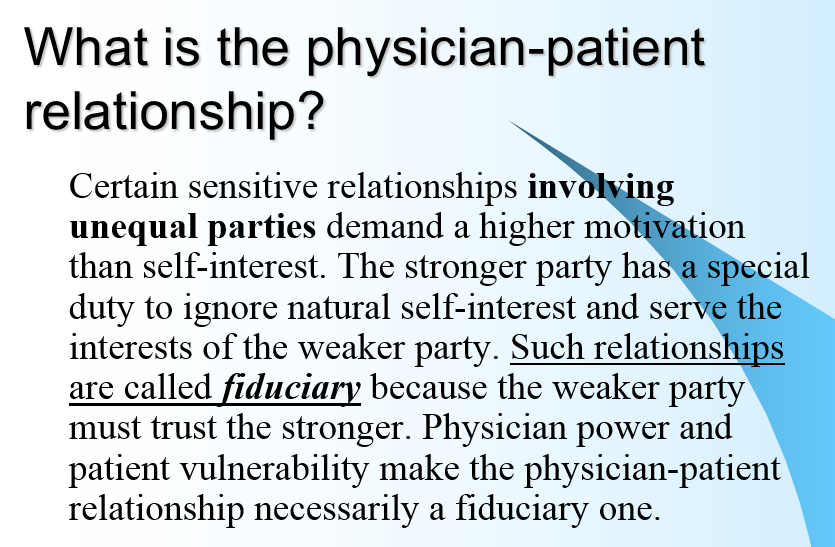 What is the physician-patient
relationship?
Certain sensitive relationships involving
unequal parties demand a higher motivation
than self-interest. The stronger party has a special
duty to ignore natural self-interest and serve the
interests of the weaker party. Such relationships
are called fiduciary because the weaker party
must trust the stronger. Physician power and
patient vulnerability make the physician-patient
relationship necessarily a fiduciary one.